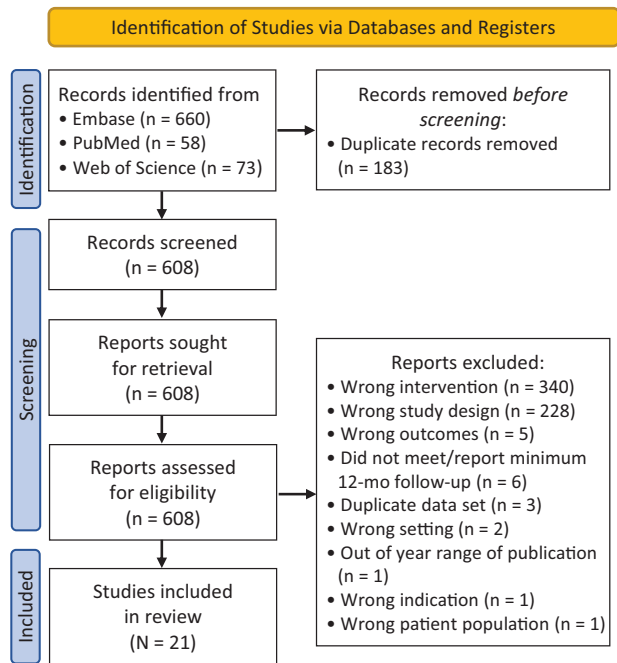 Identification of Studies via Databases and Registers
Identification
Records identified from
• Embase (n = 660)
• PubMed (n = 58)
• Web of Science (n = 73)
Records removed before
screening:
• Duplicate records removed
(n = 183)
Screening
Records screened
(n = 608)
Reports sought
for retrieval
(n = 608)
Reports assessed
for eligibility
(n = 608)
Reports excluded:
• Wrong intervention (n = 340)
• Wrong study design (n = 228)
• Wrong outcomes (n = 5)
• Did not meet/report minimum
12-mo follow-up (n = 6)
• Duplicate data set (n = 3)
• Wrong setting (n = 2)
• Out of year range of publication
(n = 1)
• Wrong indication (n = 1)
• Wrong patient population (n = 1)
Included
Studies included
in review
(N = 21)